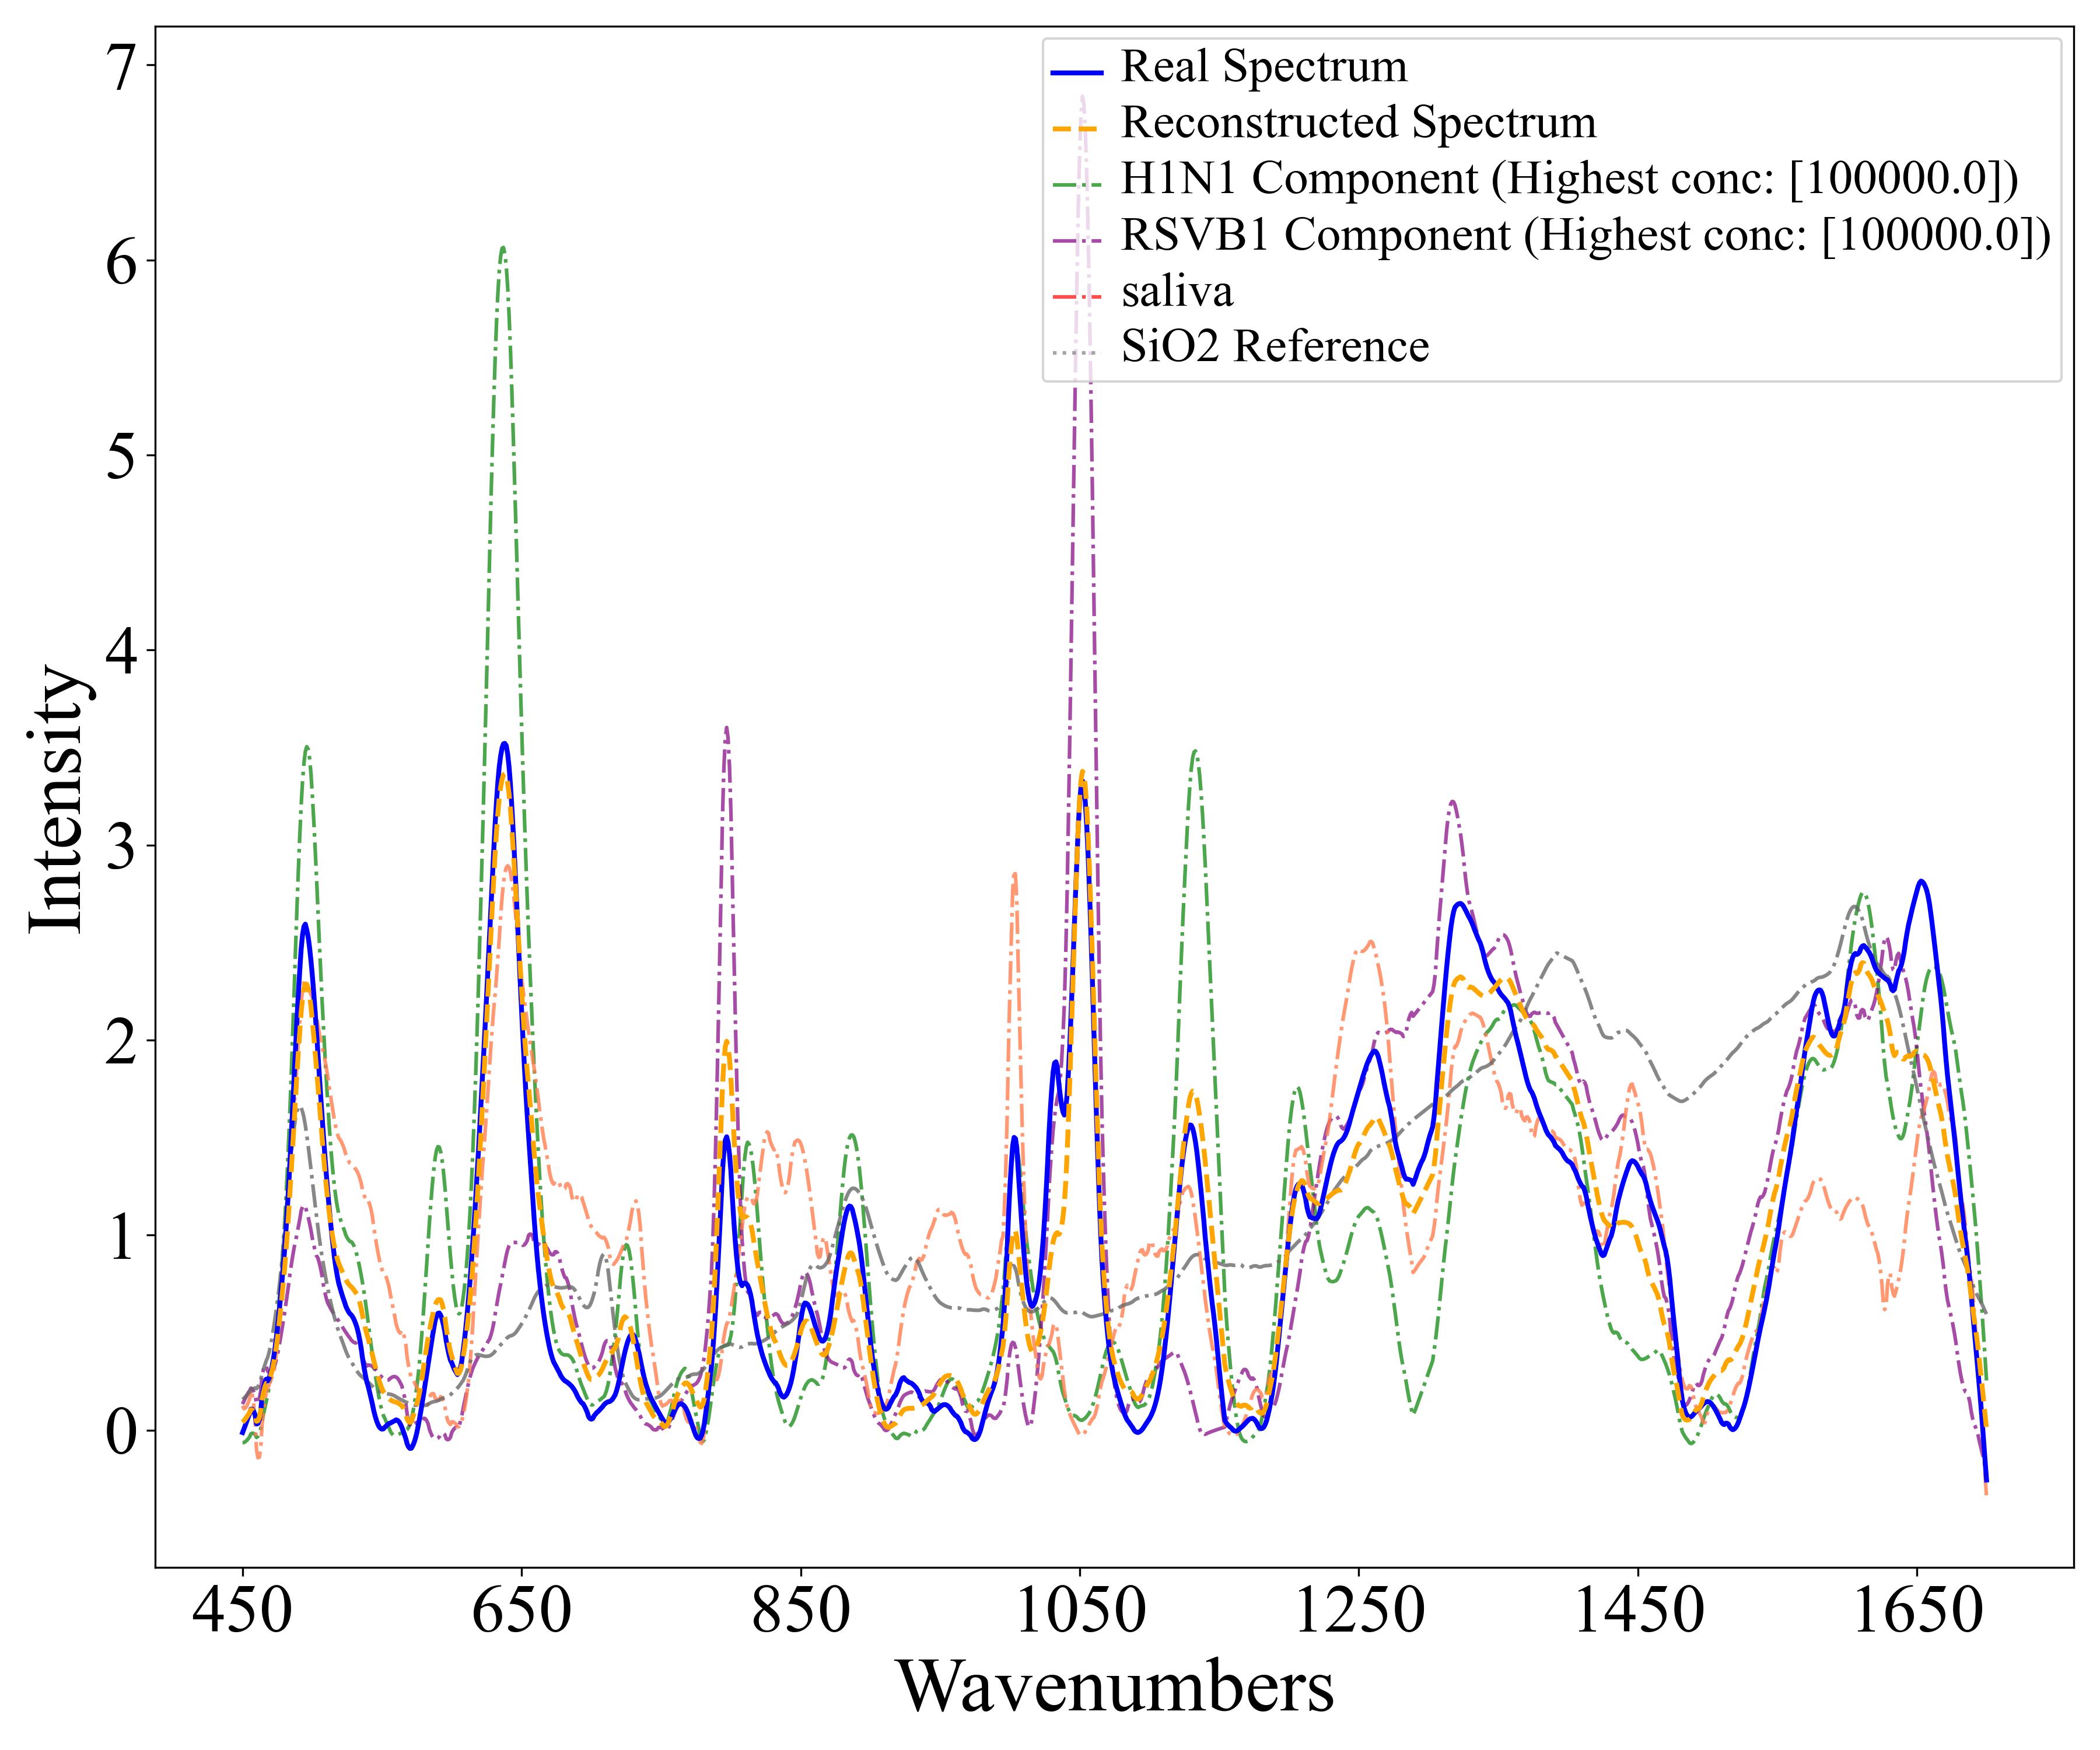 Real Spectrum
Reconstructed Spectrum
H1N1 Component (Highest conc: [100000.0])
RSVB1 Component (Highest conc: [100000.0])
saliva
SiO2 Reference
7
6
5
4
3
2
1
0
Intensity
450 650 850 1050 1250 1450 1650
Wavenumbers